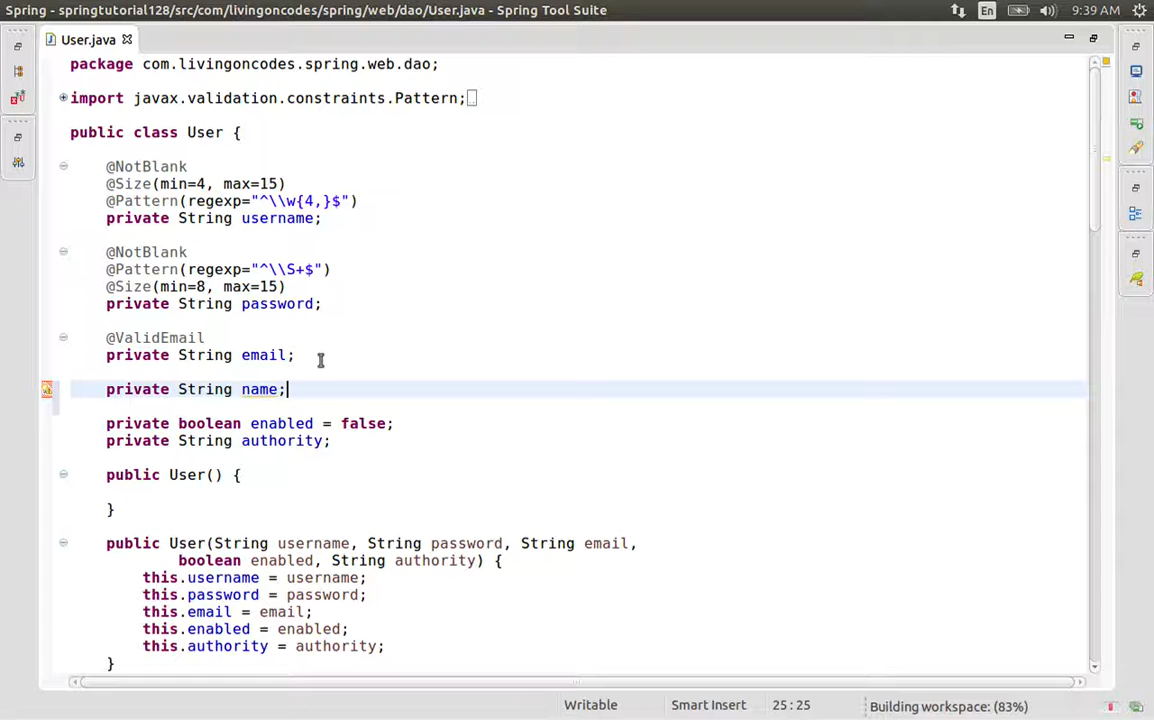 Spring - springtutorial128/src/com/livingoncodes/spring/web/dao/User.java - Spring Tool Suite
En
9:39 AM
User.java
package com.livingoncodes.spring.web.dao;
import javax.validation.constraints.Pattern;
public class User {
@NotBlank
@Size(min=4, max=15)
@Pattern(regexp="^\\w{4,}$")
private String username;
@NotBlank
@Pattern(regexp="^\\S+$")
@Size(min=8, max=15)
private String password;
@ValidEmail
private String email;
private String name;
private boolean enabled = false;
private String authority;
public User() {
}
public User(String username, String password, String email,
boolean enabled, String authority) {
this.username = username;
this.password = password;
this.email = email;
this.enabled = enabled;
this.authority = authority;
}
Writable
Smart Insert
25 : 25
Building workspace: (83%)